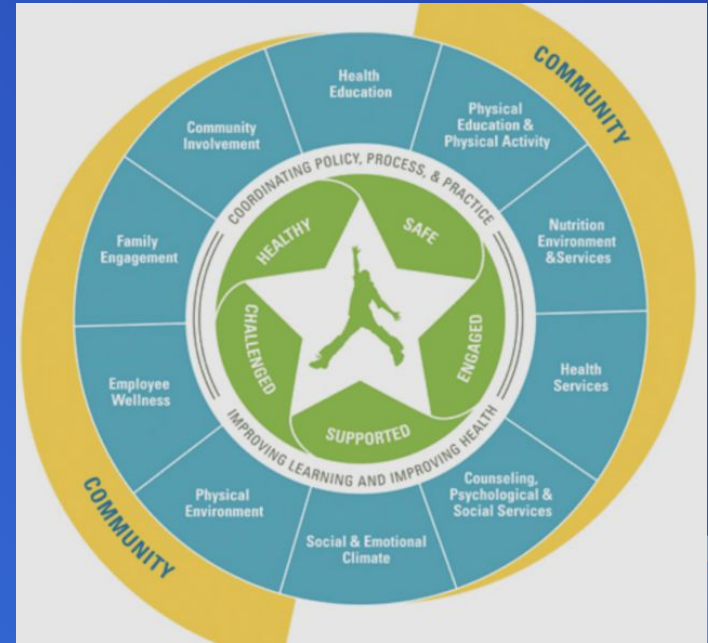 COMMUNITY
Health
Education
Physical
Education &
Physical Activity
Nutrition
Environment
&Services
Health
Services
Counseling,
Psychological &
Social Services
Social & Emotional
Climate
Physical
Environment
Employee
Wellness
Family
Engagement
Community
Involvement
COORDINATING POLICY, PROCESS, & PRACTICE
IMPROVING LEARNING AND IMPROVING HEALTH
HEALTHY
SAFE
ENGAGED
SUPPORTED
CHALLENGED
COMMUNITY